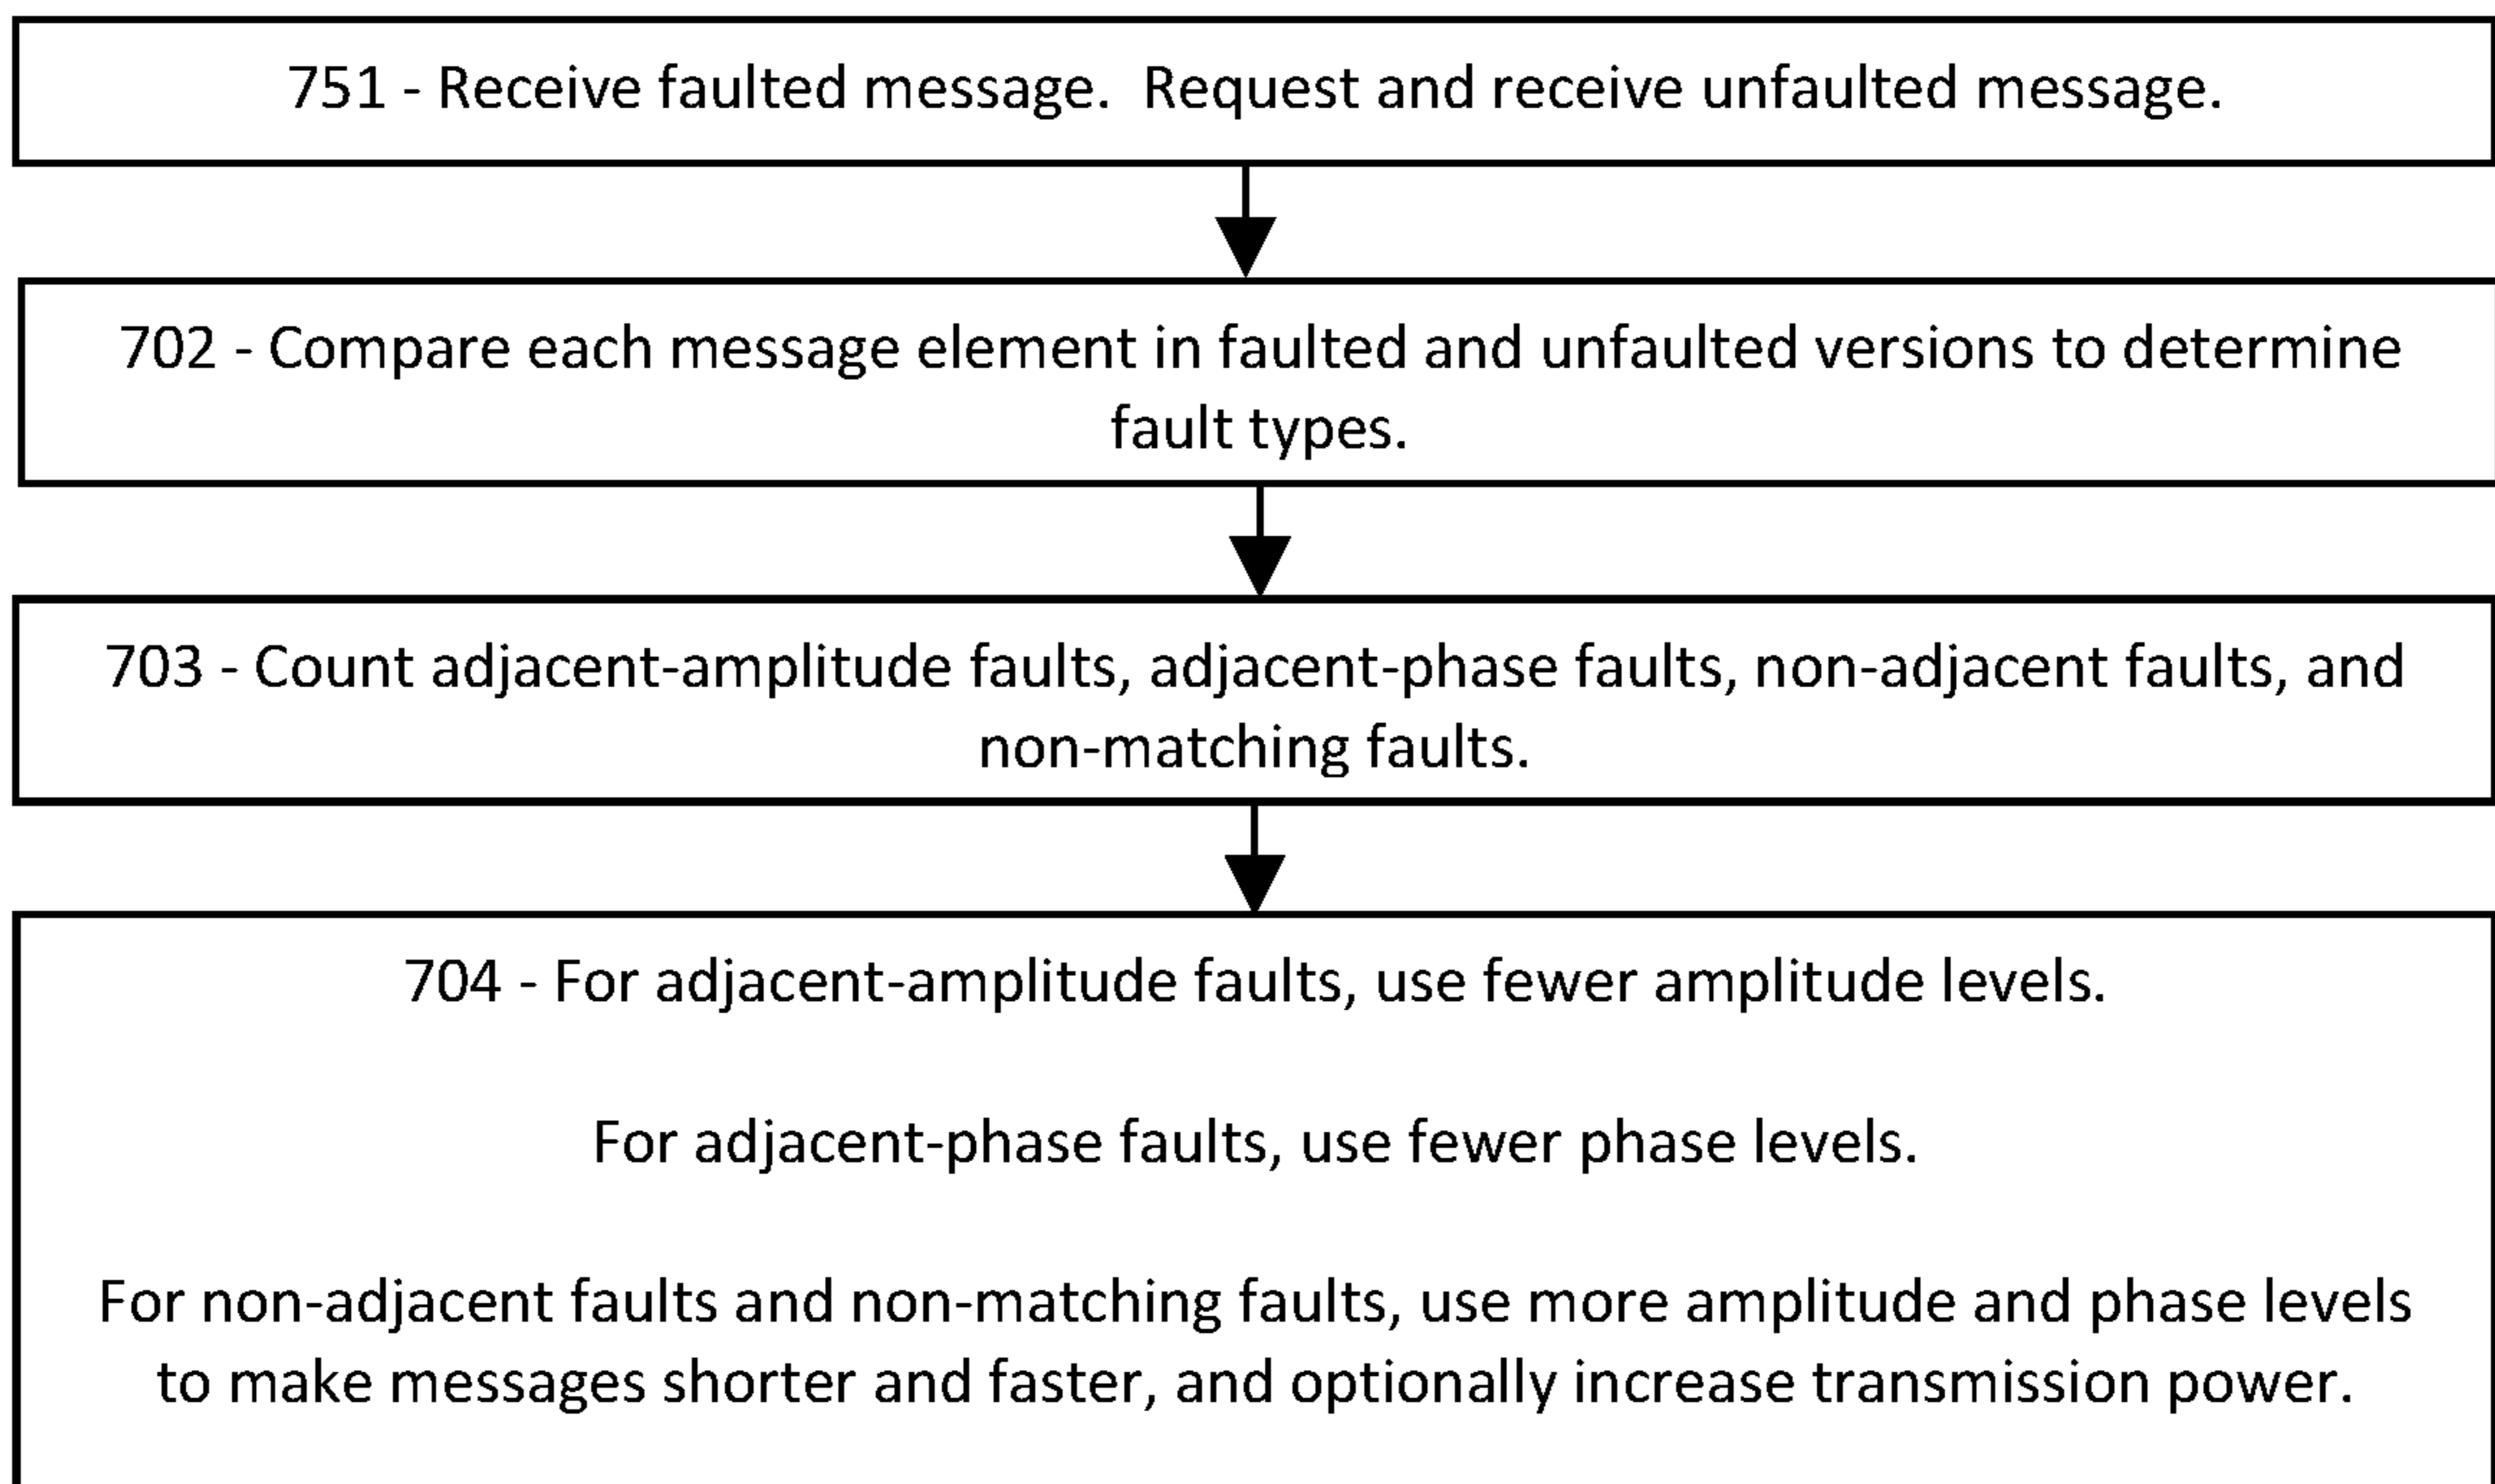 751 - Receive faulted message.  Request and receive unfaulted message.
702 - Compare each message element in faulted and unfaulted versions to determine
fault types.
703 - Count adjacent-amplitude faults, adjacent-phase faults, non-adjacent faults, and
non-matching faults.
704 - For adjacent-amplitude faults, use fewer amplitude levels.
For adjacent-phase faults, use fewer phase levels.
For non-adjacent faults and non-matching faults, use more amplitude and phase levels
to make messages shorter and faster, and optionally increase transmission power.